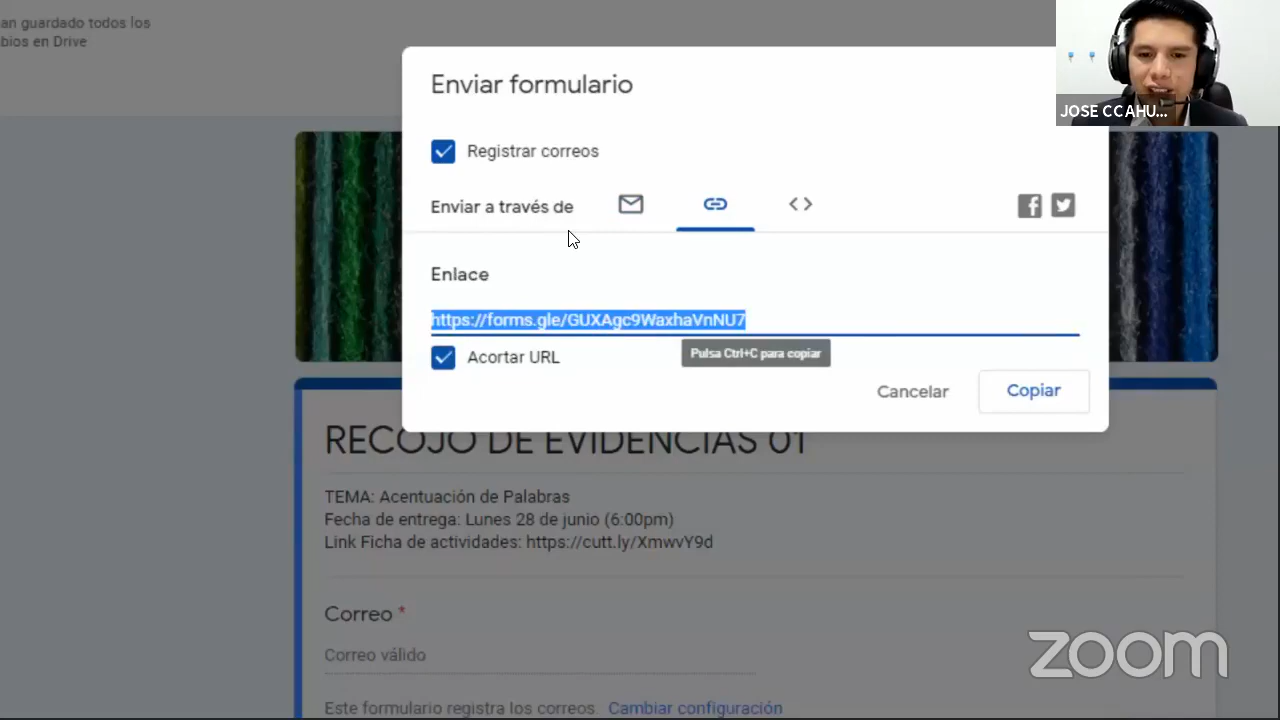 an guardado todos los
bios en Drive
Enviar formulario
JOSE CCAHU...
Registrar correos
Enviar a través de
Enlace
https://forms.gle/GUXAgc9WaxhaVnNU7
Pulsa Ctrl+C para copiar
Acortar URL
Cancelar
Copiar
RECOJO DE EVIDENCIAS 01
TEMA: Acentuación de Palabras
Fecha de entrega: Lunes 28 de junio (6:00pm)
Link Ficha de actividades: https://cutt.ly/XmwvY9d
Correo *
Correo válido
Este formulario registra los correos. Cambiar configuración
zoom